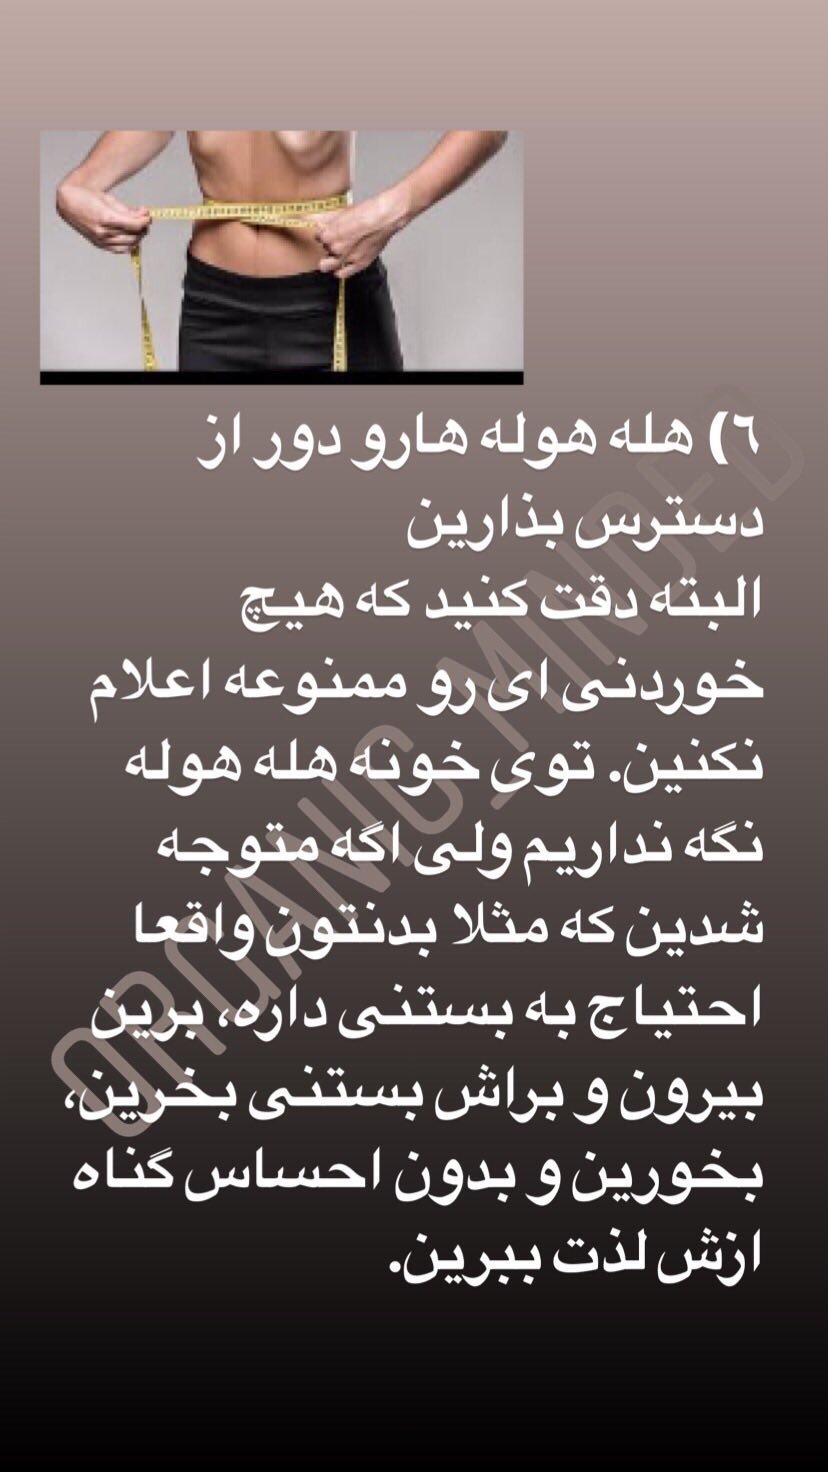 ٦) هله هوله هارو دور از
دسترس بذارین
البته دقت کنید که هیچ
خوردنی ای رو ممنوعه اعلام
نکنین. توی خونه هله هوله
نگه نداریم ولی اگه متوجه
شدین که مثلا بدنتون واقعا
احتیاج به بستنی داره، برین
بیرون و براش بستنی بخرین،
بخورین و بدون احساس گناه
ازش لذت ببرین.
ORGANIC_MINDED